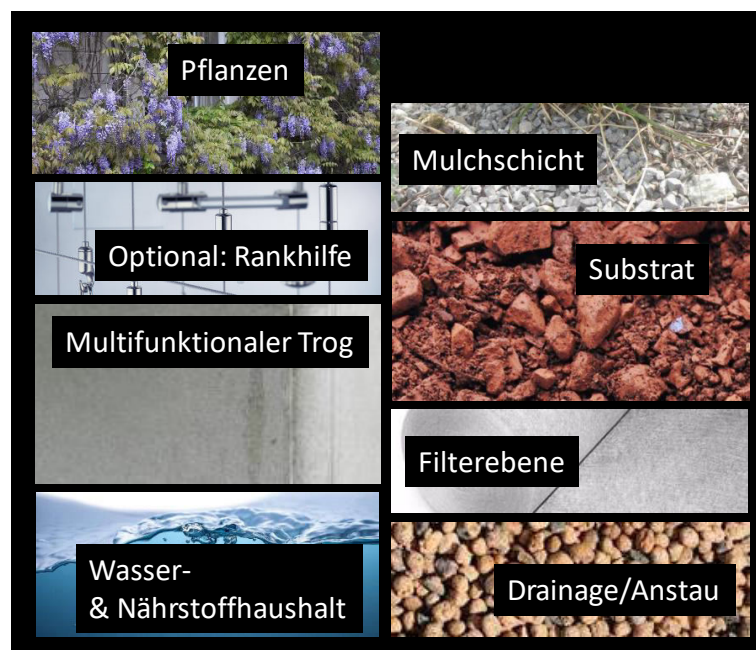 Pflanzen
Optional: Rankhilfe
Multifunktionaler Trog
Wasser-
& Nährstoffhaushalt
Mulchschicht
Substrat
Filterebene
Drainage/Anstau